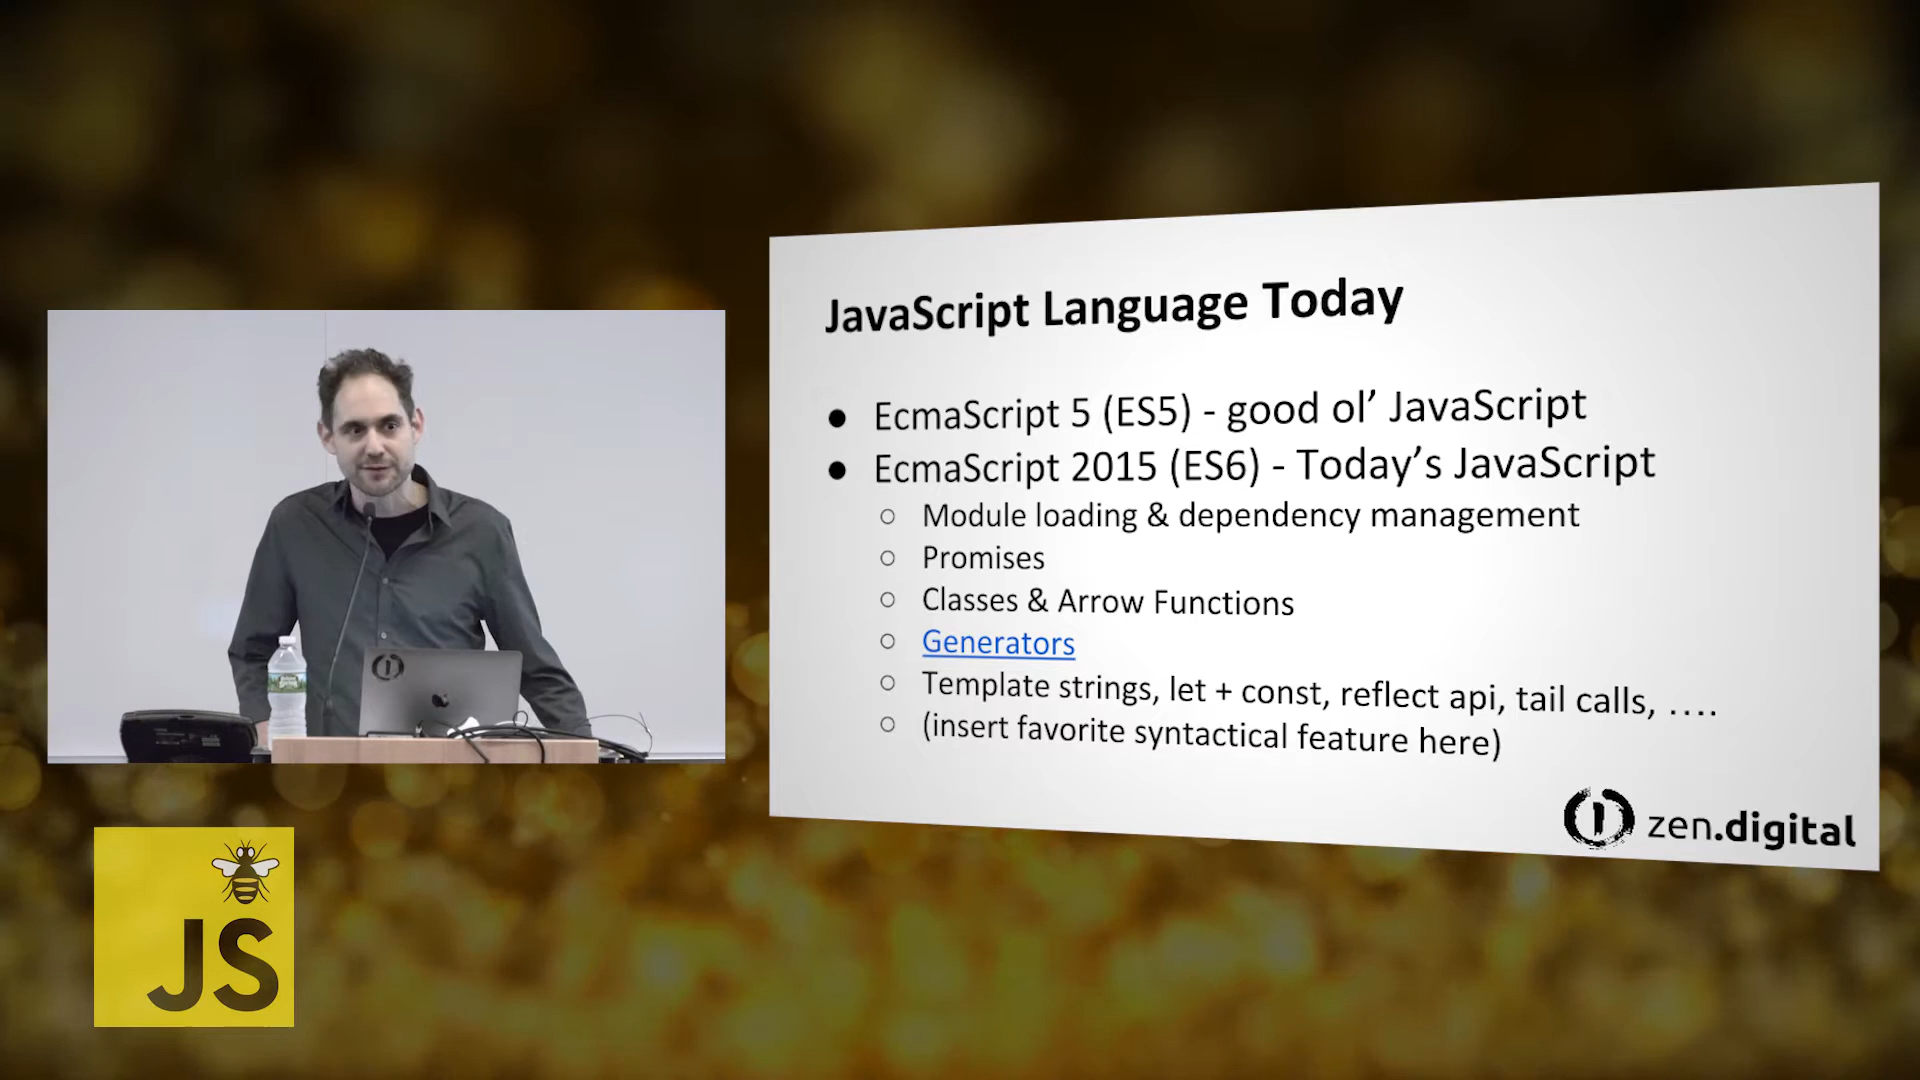 JavaScript Language Today
● EcmaScript 5 (ES5) - good ol’ JavaScript
● EcmaScript 2015 (ES6) - Today’s JavaScript
○ Module loading & dependency management
○ Promises
○ Classes & Arrow Functions
○ Generators
○ Template strings, let + const, reflect api, tail calls, ....
○ (insert favorite syntactical feature here)
zen.digital
JS